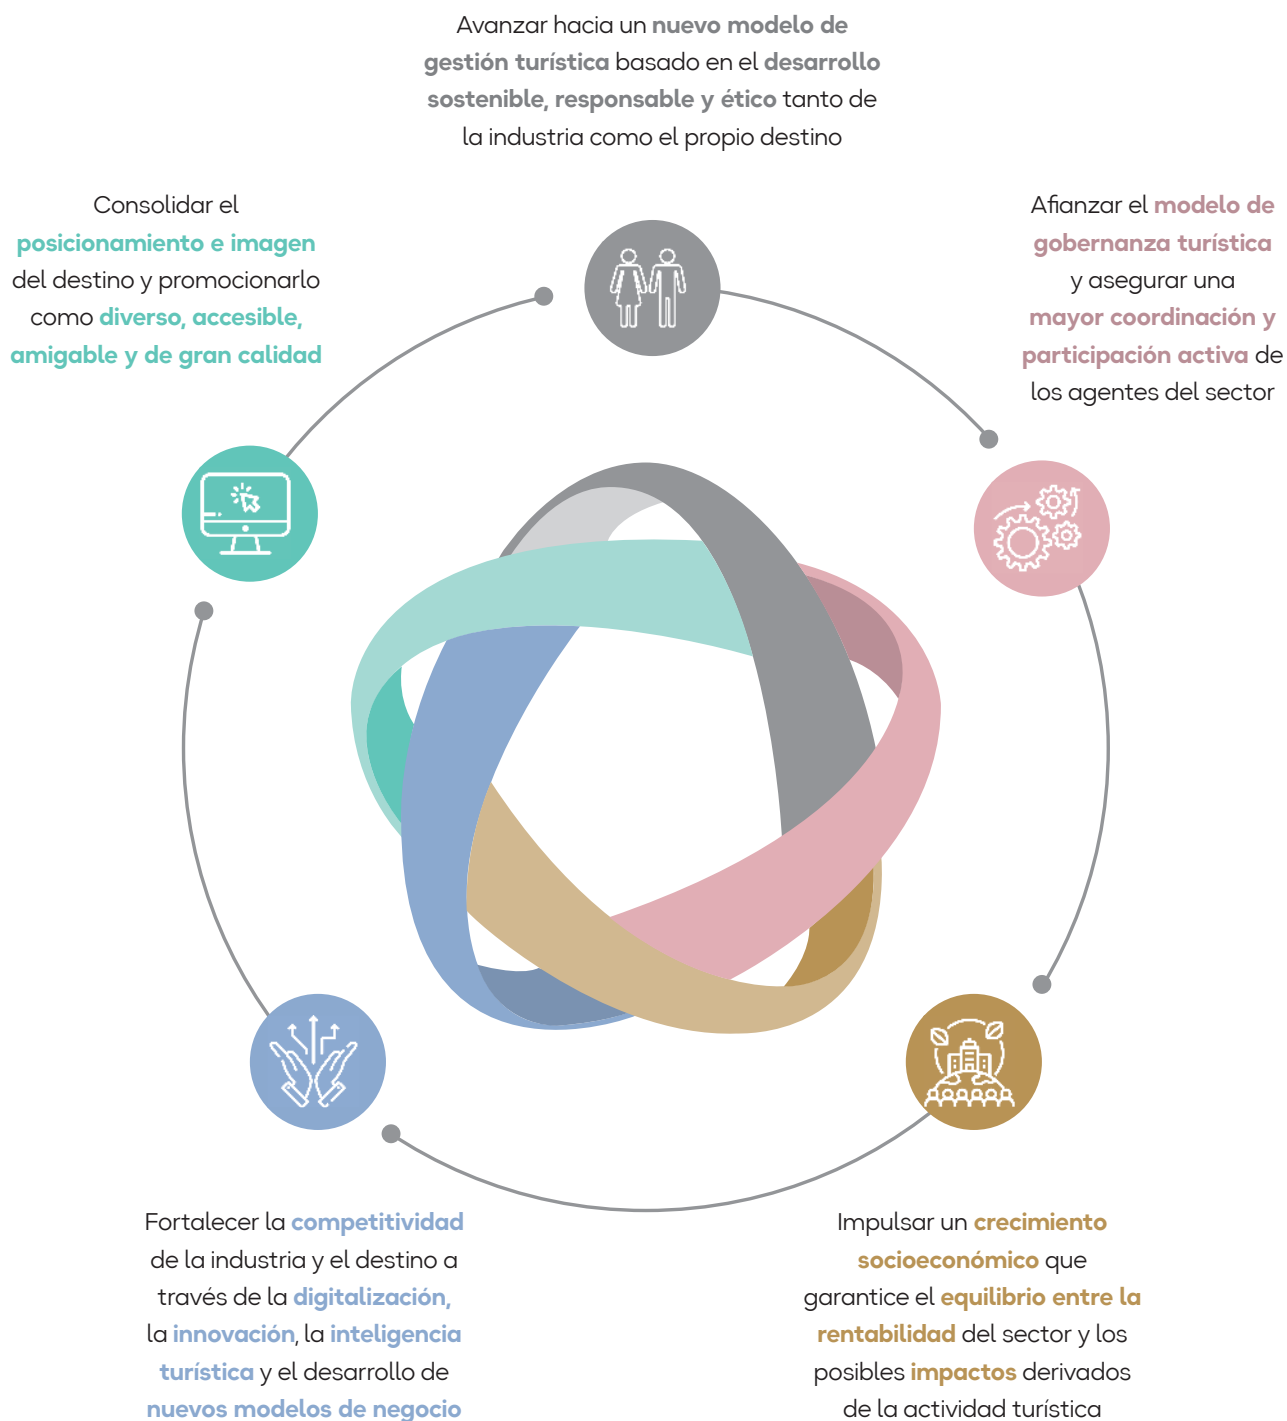 Avanzar hacia un nuevo modelo de
gestión turística basado en el desarrollo
sostenible, responsable y ético tanto de
la industria como el propio destino
Consolidar el
posicionamiento e imagen
del destino y promocionarlo
como diverso, accesible,
amigable y de gran calidad
Afianzar el modelo de
gobernanza turística
y asegurar una
mayor coordinación y
participación activa de
los agentes del sector
Fortalecer la competitividad
de la industria y el destino a
través de la digitalización,
la innovación, la inteligencia
turística y el desarrollo de
nuevos modelos de negocio
Impulsar un crecimiento
socioeconómico que
garantice el equilibrio entre la
rentabilidad del sector y los
posibles impactos derivados
de la actividad turística